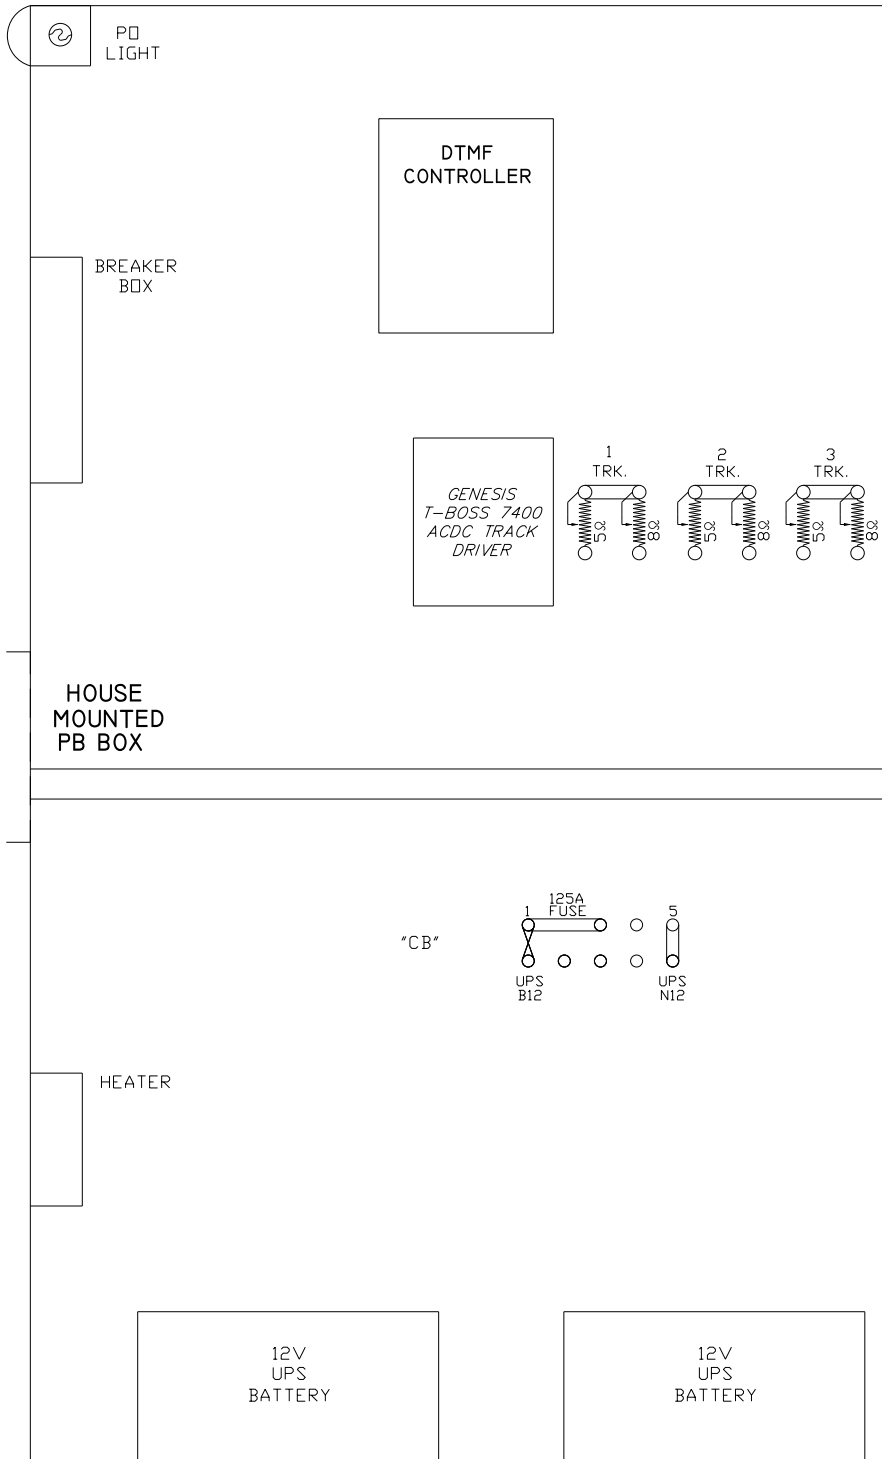 PO
LIGHT
DTMF
CONTROLLER
BREAKER
BOX
GENESIS
T-BOSS 7400
ACDC TRACK
DRIVER
1
TRK.
5Ω
8Ω
2
TRK.
5Ω
8Ω
3
TRK.
5Ω
8Ω
HOUSE
MOUNTED
PB BOX
"CB"
1
125A
FUSE
5
UPS
B12
UPS
N12
HEATER
12V
UPS
BATTERY
12V
UPS
BATTERY